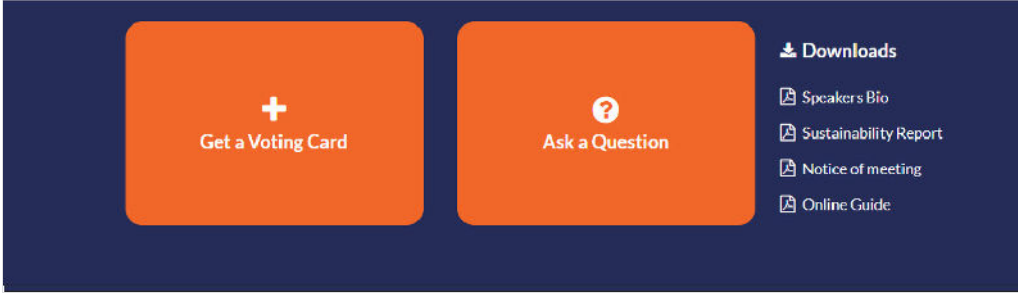 Get a Voting Card
Ask a Question
Downloads
Speakers Bio
Sustainability Report
Notice of meeting
Online Guide